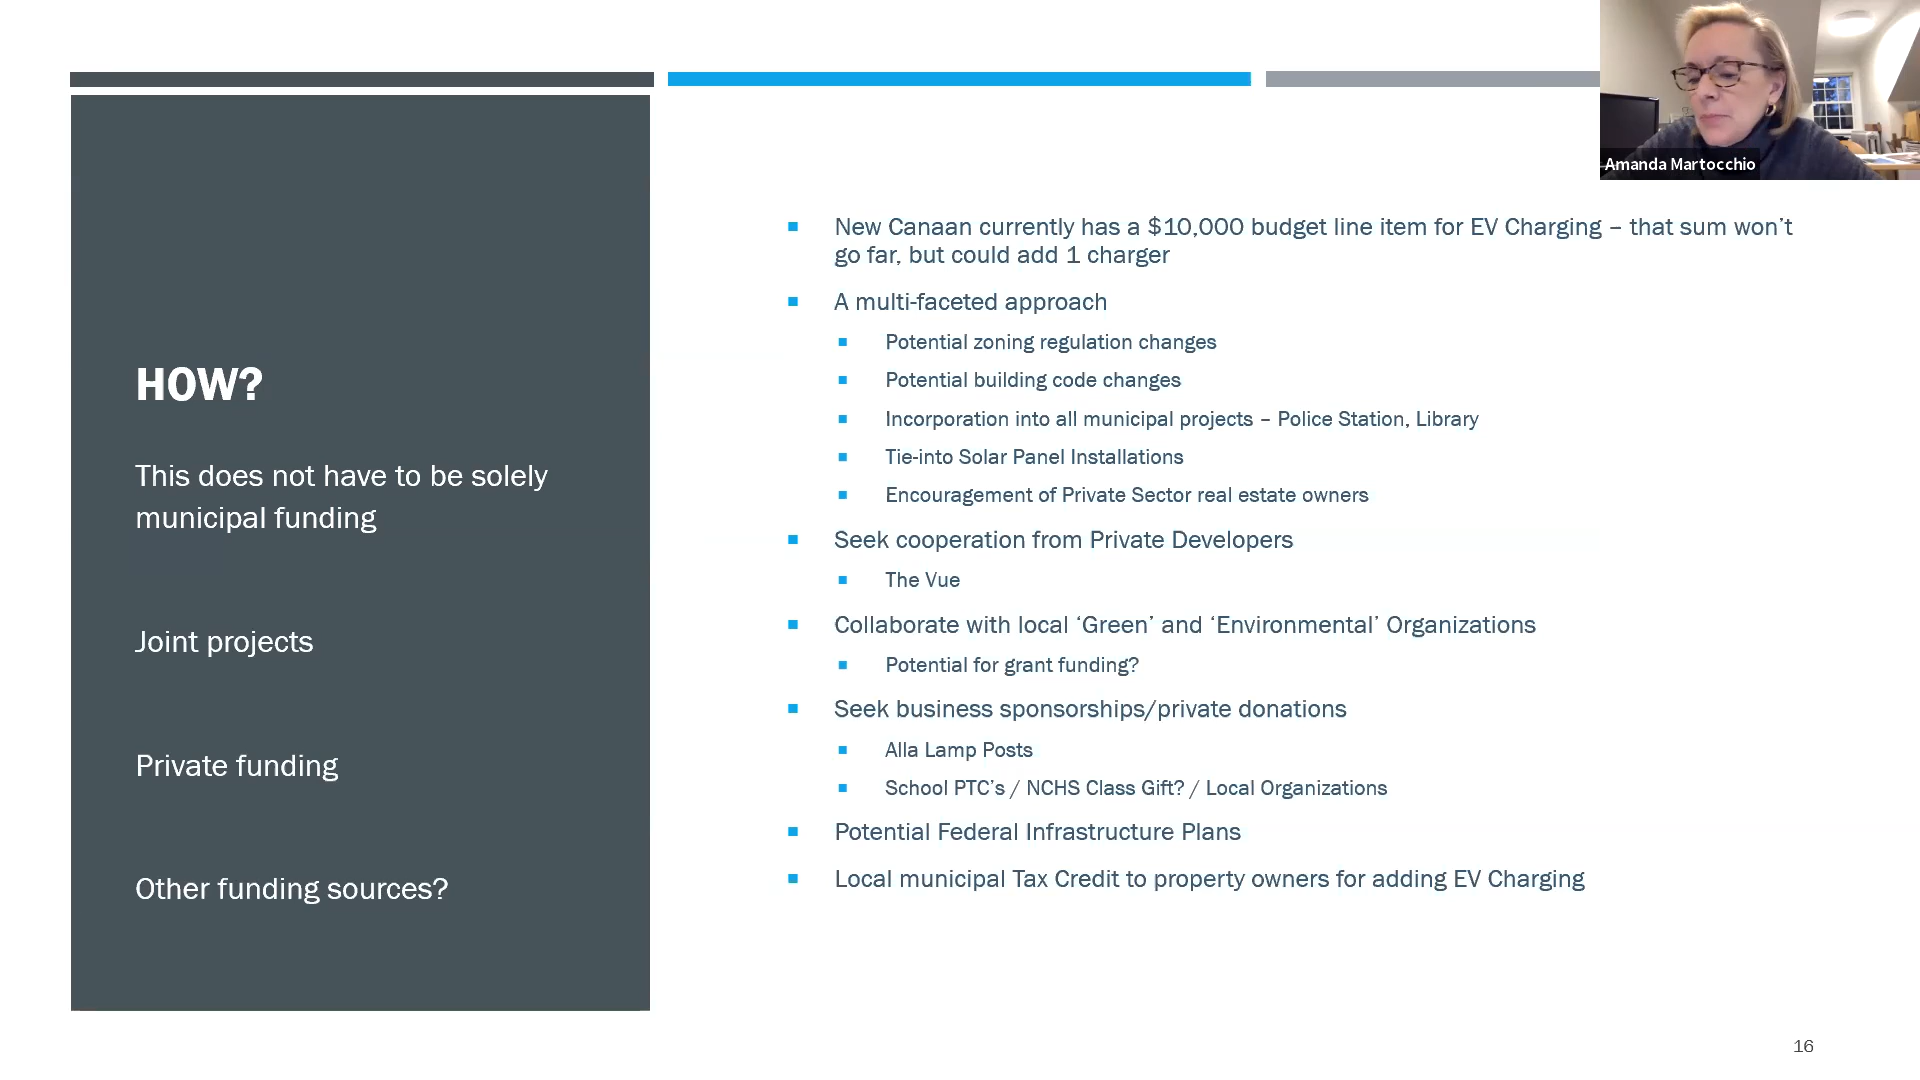 HOW?
This does not have to be solely
municipal funding
Joint projects
Private funding
Other funding sources?
Amanda Martocchio
New Canaan currently has a $10,000 budget line item for EV Charging – that sum won’t
go far, but could add 1 charger
A multi-faceted approach
Potential zoning regulation changes
Potential building code changes
Incorporation into all municipal projects – Police Station, Library
Tie-into Solar Panel Installations
Encouragement of Private Sector real estate owners
Seek cooperation from Private Developers
The Vue
Collaborate with local ‘Green’ and ‘Environmental’ Organizations
Potential for grant funding?
Seek business sponsorships/private donations
Alla Lamp Posts
School PTC’s / NCHS Class Gift? / Local Organizations
Potential Federal Infrastructure Plans
Local municipal Tax Credit to property owners for adding EV Charging
16